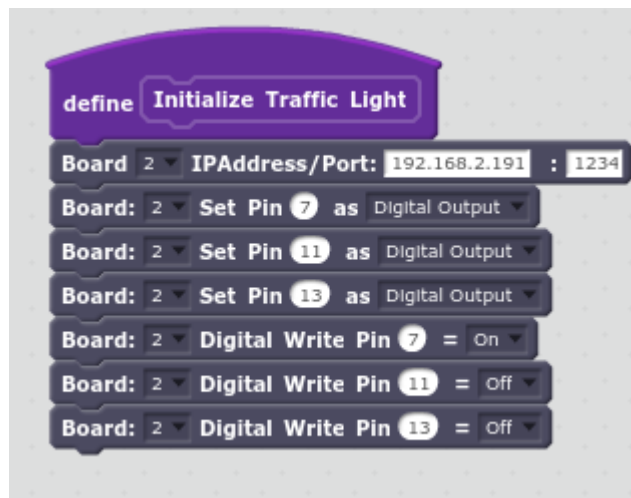 define Initialize Traffic Light
Board 2 IPAddress/Port: 192.168.2.191 : 1234
Board: 2 Set Pin 7 as Digital Output
Board: 2 Set Pin 11 as Digital Output
Board: 2 Set Pin 13 as Digital Output
Board: 2 Digital Write Pin 7 = On
Board: 2 Digital Write Pin 11 = Off
Board: 2 Digital Write Pin 13 = Off